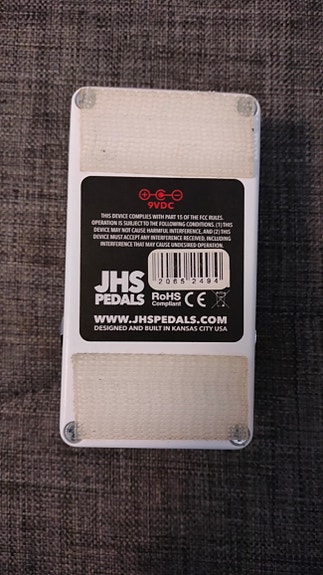 9VDC
THIS DEVICE COMPLIES WITH PART 15 OF THE FCC RULES.
OPERATION IS SUBJECT TO THE FOLLOWING CONDITIONS. (1) THIS
DEVICE MAY NOT CAUSE HARMFUL INTERFERENCE, AND (2) THIS
DEVICE MUST ACCEPT ANY INTERFERENCE RECEIVED, INCLUDING
INTERFERENCE THAT MAY CAUSE UNDESIRED OPERATION.
2065 2494
JHS
PEDALS
RoHS
Compliant
CE
WWW.JHSPEDALS.COM
DESIGNED AND BUILT IN KANSAS CITY USA